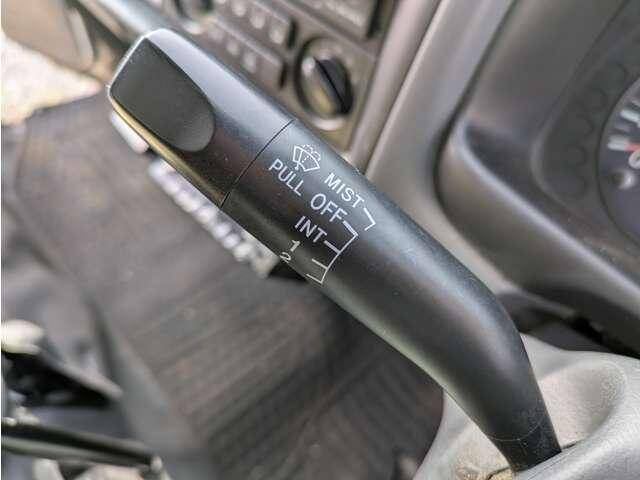 MIST
PULL OFF
INT
1
2